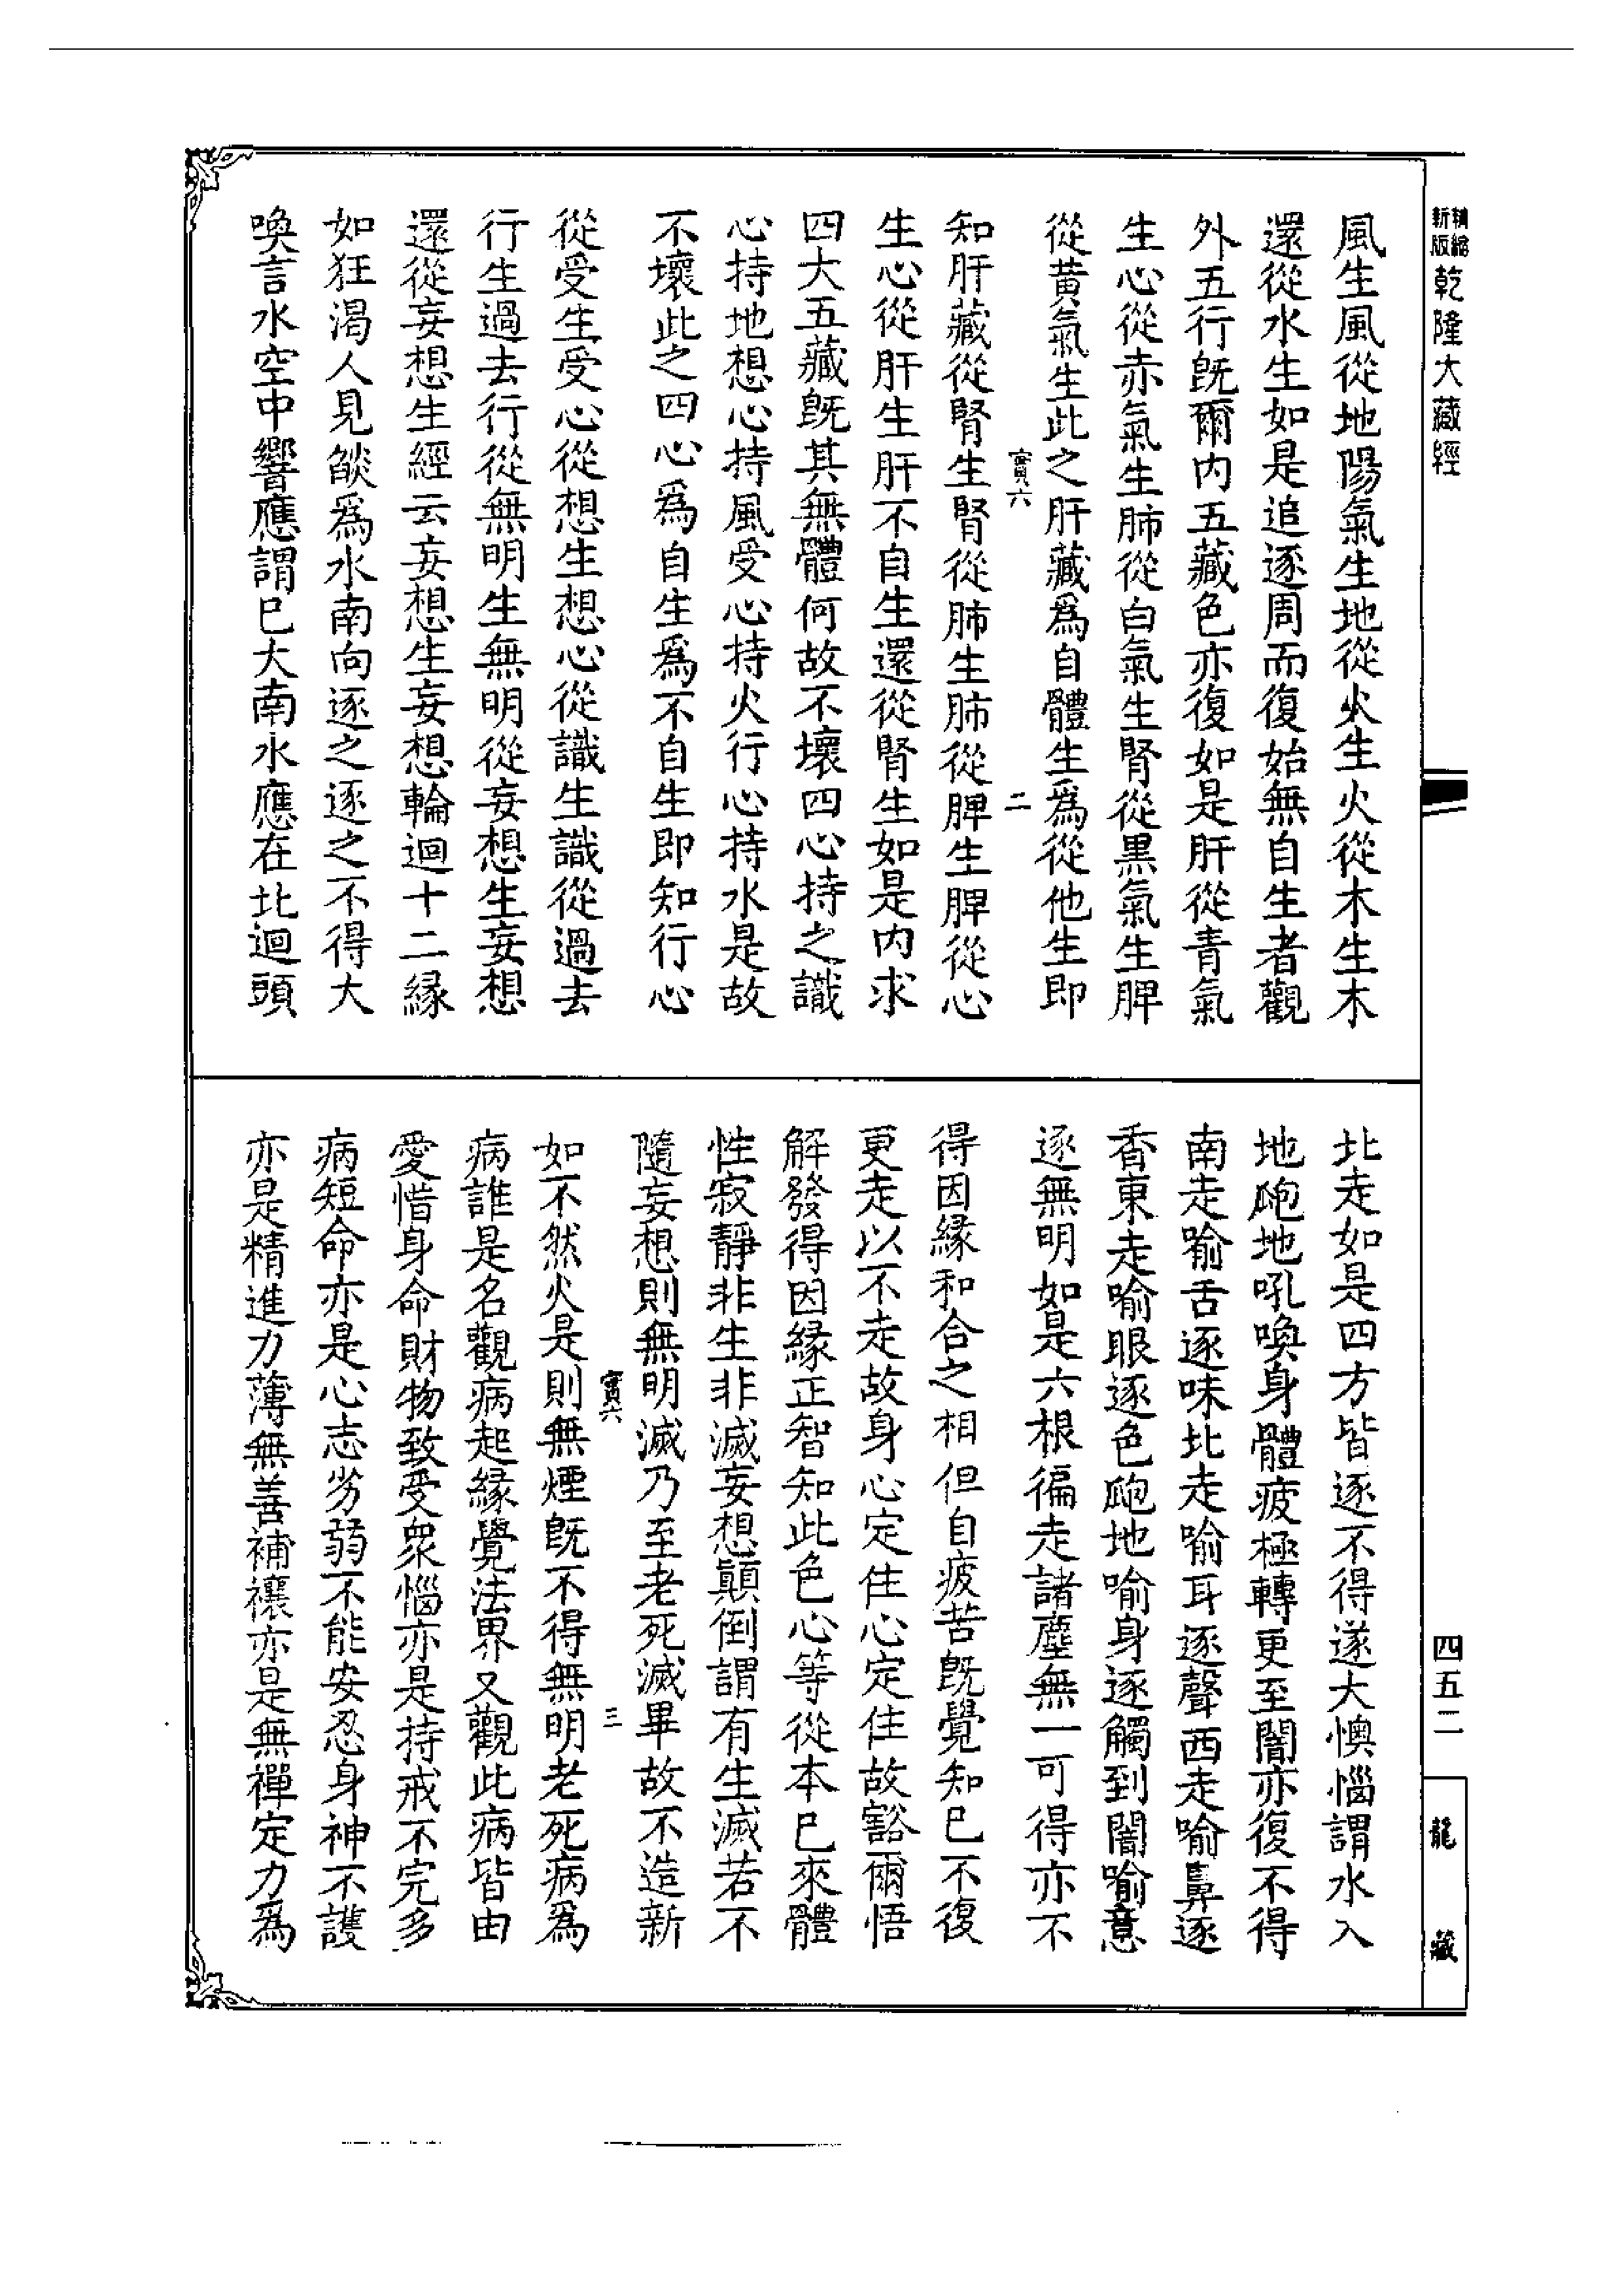 精縮新版乾隆大藏經
風生風從地陽氣生地從火生火從木生木
還從水生如是追逐周而復始無自生者觀
外五行既爾内五藏色亦復如是肝從青氣
生心從赤氣生肺從白氣生腎從黒氣生脾
從黃氣生此之肝藏爲自體生爲從他生即
寶六 二
知肝藏從腎生腎從肺生肺從脾生脾從心
生心從肝生肝不自生還從腎生如是内求
四大五藏既其無體何故不壞四心持之識
心持地想心持風受心持火行心持水是故
不壞此之四心爲自生爲不自生即知行心
從受生受心從想生想心從識生識從過去
行生過去行從無明生無明從妄想生妄想
還從妄想生經云妄想生妄想輪迴十二縁
如狂渴人見燄爲水南向逐之逐之不得大
喚言水空中響應謂巳大南水應在北迴頭
北走如是四方皆逐不得遂大懊惱謂水入
地跑地吼喚身體疲極轉更至闇亦復不得
南走喻舌逐味北走喻耳逐聲西走喻鼻逐
香東走喻眼逐色跑地喻身逐觸到闇喻意
逐無明如是六根徧走諸塵無一可得亦不
得因縁和合之相但自疲苦既覺知巳不復
更走以不走故身心定住心定住故豁爾悟
解發得因縁正智知此色心等從本巳來體
性寂靜非生非滅妄想顛倒謂有生滅若不
隨妄想則無明滅乃至老死滅畢故不造新
寶六 三
如不然火是則無煙既不得無明老死病爲
病誰是名觀病起縁覺法界又觀此病皆由
愛惜身命財物致受衆惱亦是持戒不完多
病短命亦是心志劣弱不能安忍身神不護
亦是精進力薄無善補禳亦是無禪定力爲
四五二
龍藏